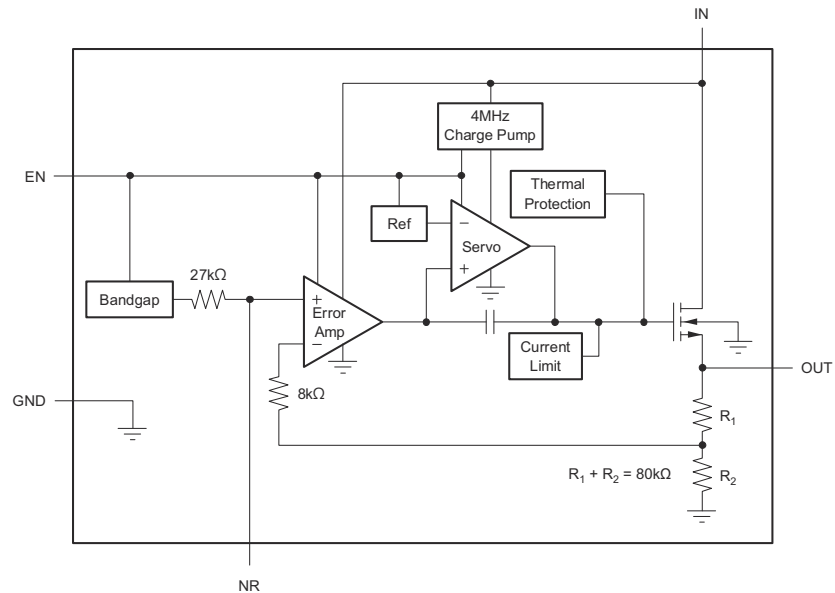 IN
4MHz
Charge Pump
EN
Thermal
Protection
Ref
−
Servo
+
27kΩ
Bandgap
+
Error
Amp
−
Current
Limit
OUT
8kΩ
GND
R1
R1 + R2 = 80kΩ
R2
NR